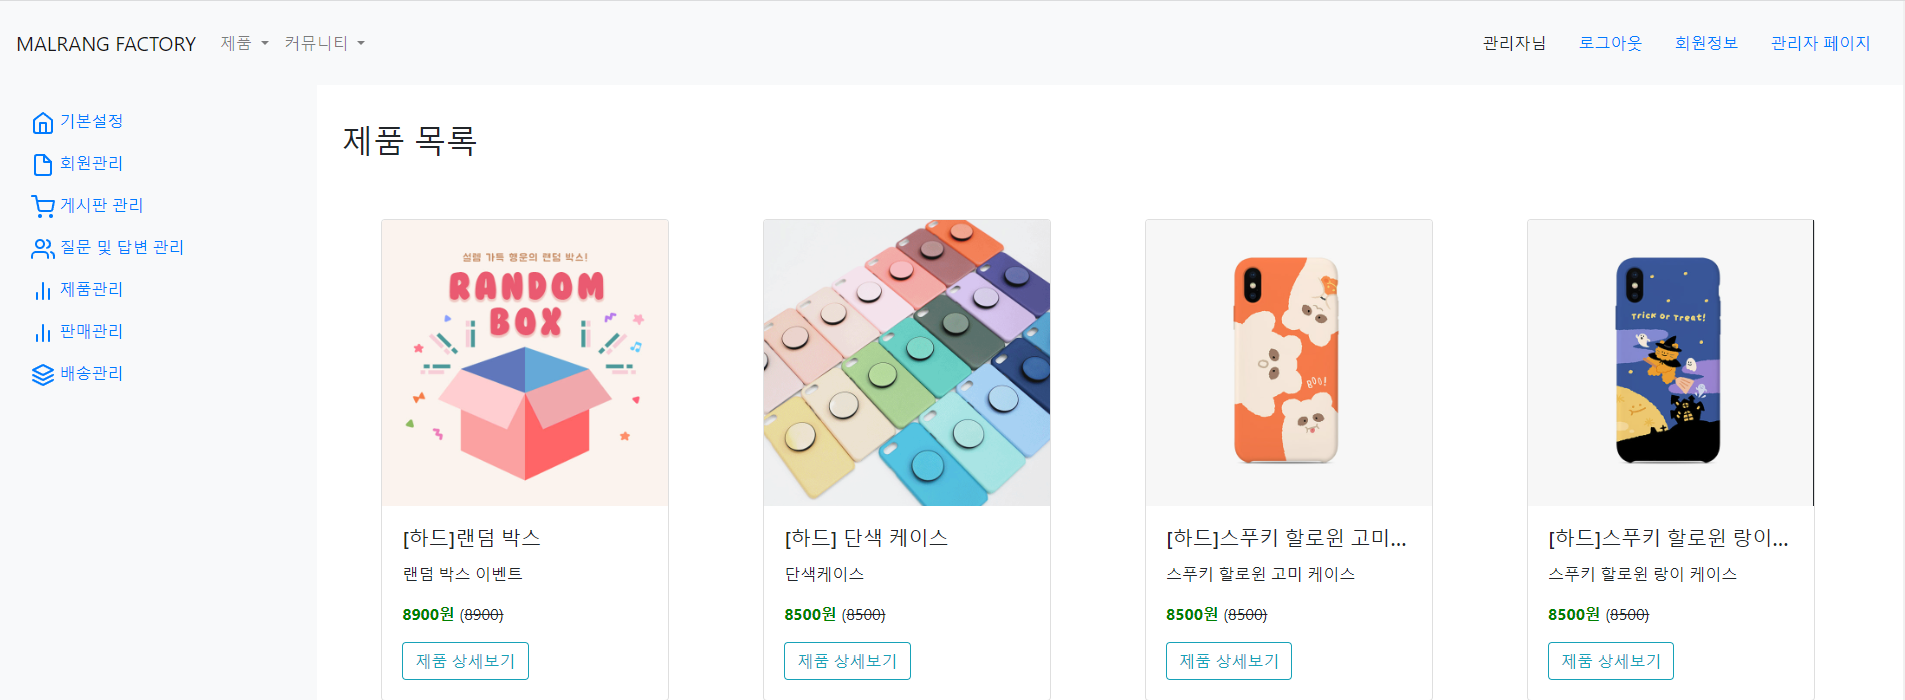 MALRANG FACTORY 제품 커뮤니티 관리자님 로그아웃 회원정보 관리자 페이지
기본설정
회원관리
게시판 관리
질문 및 답변 관리
제품관리
판매관리
배송관리
제품 목록
설렘 가득 행운의 랜덤 박스!
RANDOM
BOX
[하드]랜덤 박스
랜덤 박스 이벤트
8900원 (8900)
제품 상세보기
[하드] 단색 케이스
단색케이스
8500원 (8500)
제품 상세보기
BOO!
[하드]스푸키 할로윈 고미...
스푸키 할로윈 고미 케이스
8500원 (8500)
제품 상세보기
Trick or Treat!
[하드]스푸키 할로윈 랑이...
스푸키 할로윈 랑이 케이스
8500원 (8500)
제품 상세보기